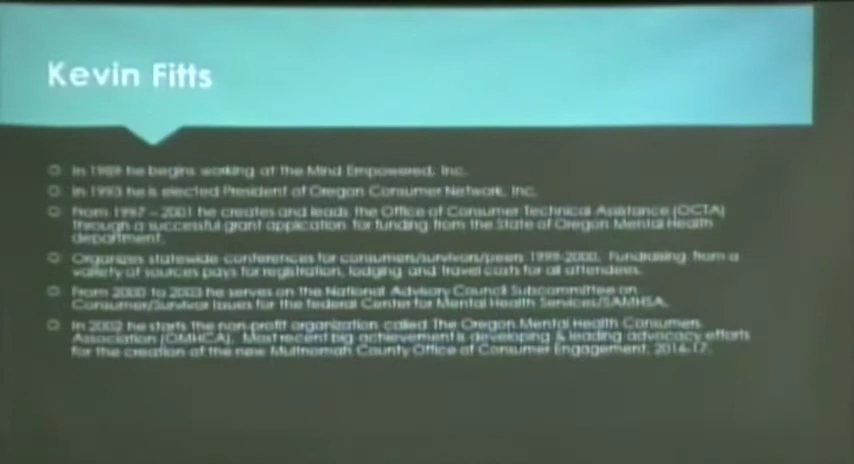 Kevin Fitts
In 1989 he begins working at the Mind Empowered, Inc.
In 1993 he is elected President of Oregon Consumer Network, Inc.
From 1997 – 2001 he creates and leads the Office of Consumer Technical Assistance (OCTA)
through a successful grant application for funding from the State of Oregon Mental Health
department.
Organizes statewide conferences for consumers/survivors/peers 1999-2000. Fundraising from a
variety of sources pays for registration, lodging and travel costs for all attendees.
From 2000 to 2003 he serves on the National Advisory Council Subcommittee on
Consumer/Survivor Issues for the federal Center for Mental Health Services/SAMHSA.
In 2002 he starts the non-profit organization called The Oregon Mental Health Consumers
Association (OMHCA). Most recent big achievement is developing & leading advocacy efforts
for the creation of the new Multnomah County Office of Consumer Engagement, 2016-17.